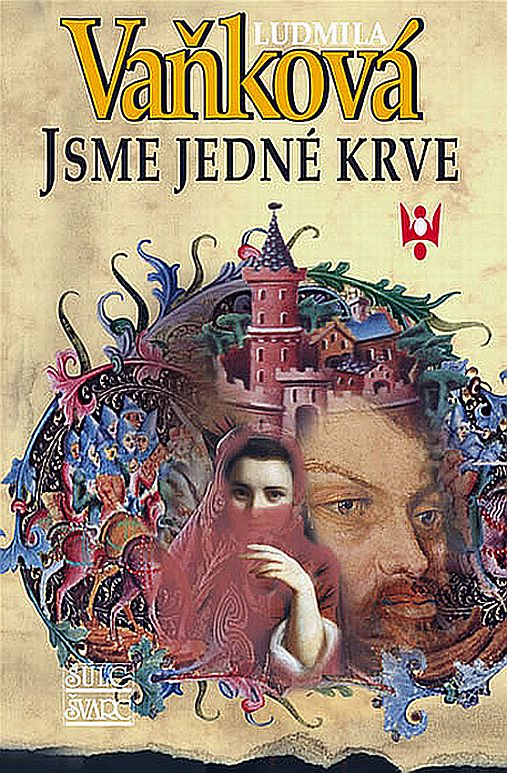 LUDMILA
Vaňková
JSME JEDNÉ KRVE
ŠULC
ŠVARC